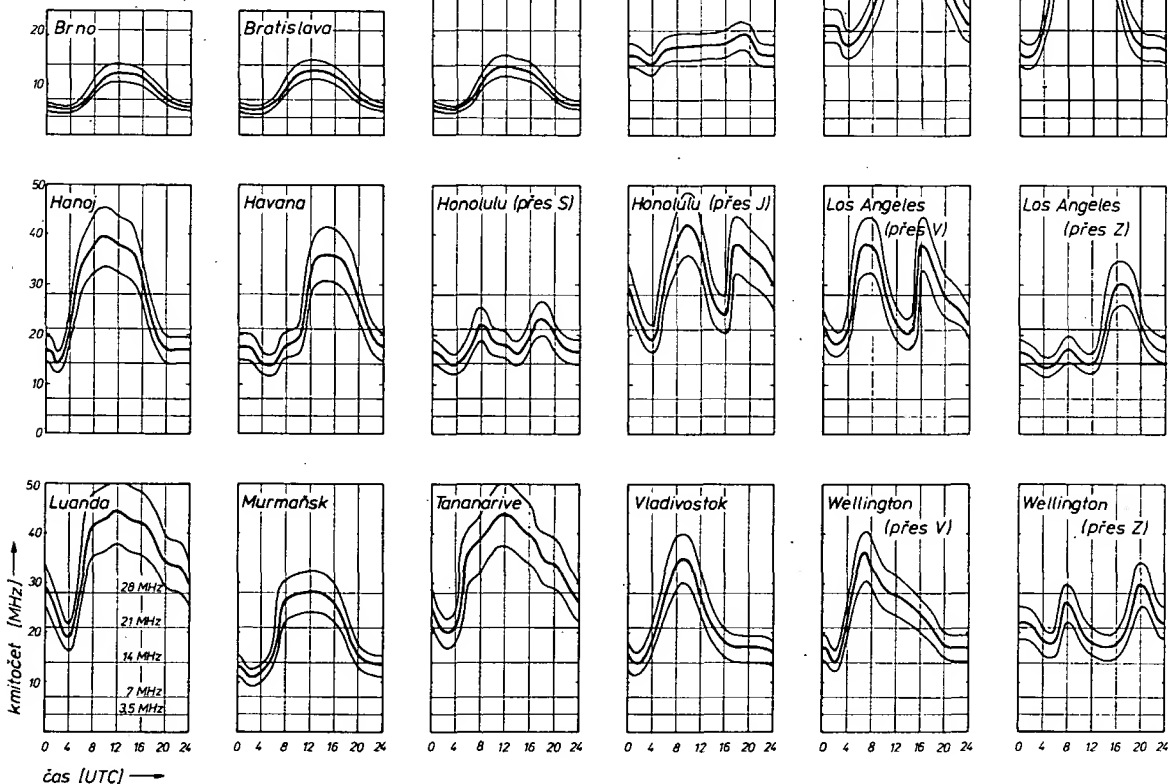 20
Brno
Bratislava
10
50
Hanoj
Havana
Honolulu (přes S)
Honolulu (přes J)
Los Angeles
(přes V)
Los Angeles
(přes Z)
40
30
20
10
0
50
Luanda
Murmaňsk
Tananarive
Vladivostok
Wellington
(přes V)
Wellington
(přes Z)
40
30
28 MHz
20
21 MHz
14 MHz
10
7 MHz
3,5 MHz
kmitočet [MHz]
0 4 8 12 16 20 24
0 4 8 12 16 20 24
0 4 8 12 16 20 24
0 4 8 12 16 20 24
0 4 8 12 16 20 24
0 4 8 12 16 20 24
čas [UTC]